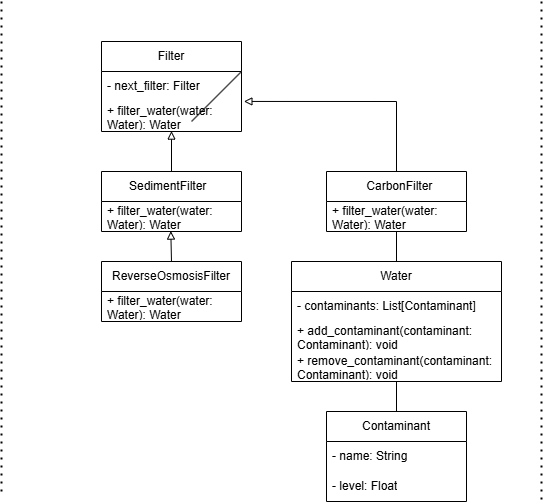 Filter
- next_filter: Filter
+ filter_water(water:
Water): Water
SedimentFilter
+ filter_water(water:
Water): Water
CarbonFilter
+ filter_water(water:
Water): Water
ReverseOsmosisFilter
+ filter_water(water:
Water): Water
Water
- contaminants: List[Contaminant]
+ add_contaminant(contaminant:
Contaminant): void
+ remove_contaminant(contaminant:
Contaminant): void
Contaminant
- name: String
- level: Float